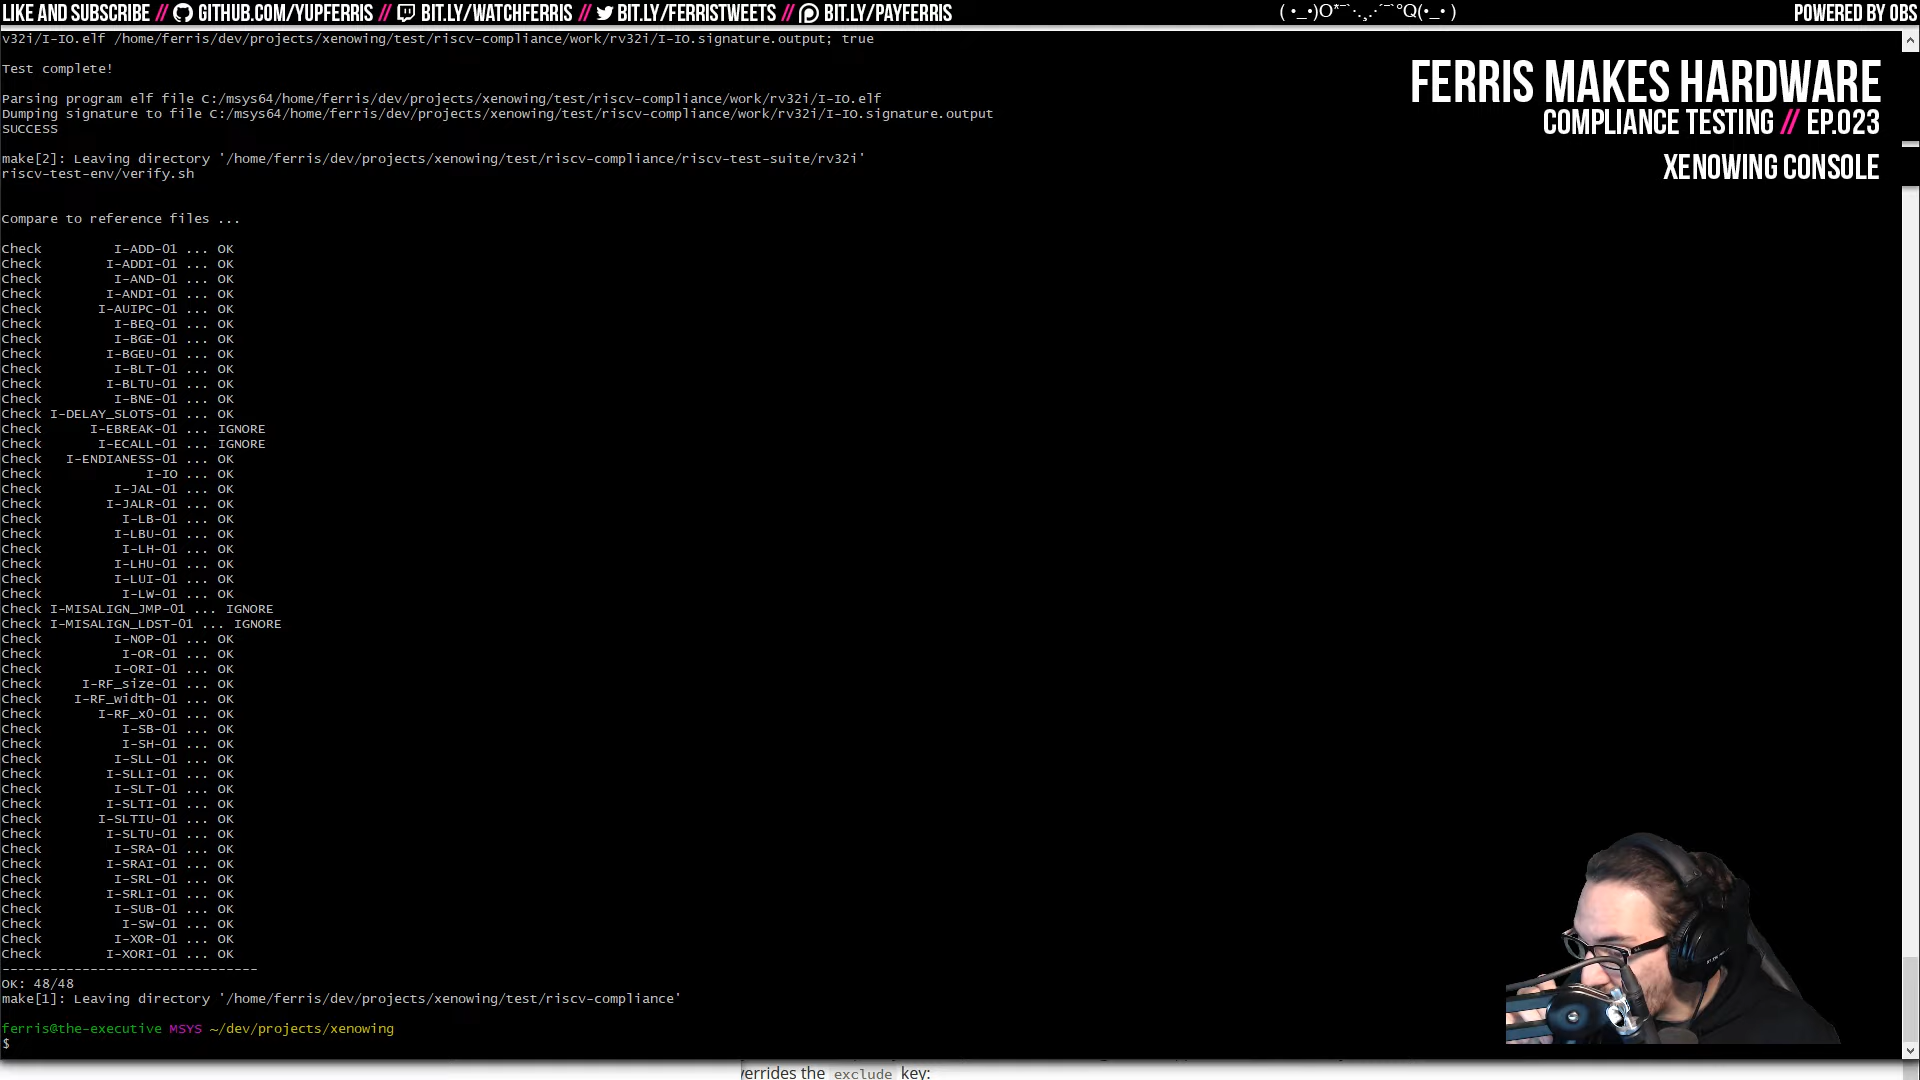 LIKE AND SUBSCRIBE // GITHUB.COM/YUPFERRIS // BIT.LY/WATCHFERRIS // BIT.LY/FERRISTWEETS // BIT.LY/PAYFERRIS
POWERED BY OBS
FERRIS MAKES HARDWARE
COMPLIANCE TESTING // EP.023
XENOWING CONSOLE
v32i/I-IO.elf /home/ferris/dev/projects/xenowing/test/riscv-compliance/work/rv32i/I-IO.signature.output; true
Test complete!
Parsing program elf file C:/msys64/home/ferris/dev/projects/xenowing/test/riscv-compliance/work/rv32i/I-IO.elf
Dumping signature to file C:/msys64/home/ferris/dev/projects/xenowing/test/riscv-compliance/work/rv32i/I-IO.signature.output
SUCCESS
make[2]: Leaving directory '/home/ferris/dev/projects/xenowing/test/riscv-compliance/riscv-test-suite/rv32i'
riscv-test-env/verify.sh
Compare to reference files ...
Check I-ADD-01 ... OK
Check I-ADDI-01 ... OK
Check I-AND-01 ... OK
Check I-ANDI-01 ... OK
Check I-AUIPC-01 ... OK
Check I-BEQ-01 ... OK
Check I-BGE-01 ... OK
Check I-BGEU-01 ... OK
Check I-BLT-01 ... OK
Check I-BLTU-01 ... OK
Check I-BNE-01 ... OK
Check I-DELAY_SLOTS-01 ... OK
Check I-EBREAK-01 ... IGNORE
Check I-ECALL-01 ... IGNORE
Check I-ENDIANESS-01 ... OK
Check I-IO ... OK
Check I-JAL-01 ... OK
Check I-JALR-01 ... OK
Check I-LB-01 ... OK
Check I-LBU-01 ... OK
Check I-LH-01 ... OK
Check I-LHU-01 ... OK
Check I-LUI-01 ... OK
Check I-LW-01 ... OK
Check I-MISALIGN_JMP-01 ... IGNORE
Check I-MISALIGN_LDST-01 ... IGNORE
Check I-NOP-01 ... OK
Check I-OR-01 ... OK
Check I-ORI-01 ... OK
Check I-RF_size-01 ... OK
Check I-RF_width-01 ... OK
Check I-RF_x0-01 ... OK
Check I-SB-01 ... OK
Check I-SH-01 ... OK
Check I-SLL-01 ... OK
Check I-SLLI-01 ... OK
Check I-SLT-01 ... OK
Check I-SLTI-01 ... OK
Check I-SLTIU-01 ... OK
Check I-SLTU-01 ... OK
Check I-SRA-01 ... OK
Check I-SRAI-01 ... OK
Check I-SRL-01 ... OK
Check I-SRLI-01 ... OK
Check I-SUB-01 ... OK
Check I-SW-01 ... OK
Check I-XOR-01 ... OK
Check I-XORI-01 ... OK
--------------------------------
OK: 48/48
make[1]: Leaving directory '/home/ferris/dev/projects/xenowing/test/riscv-compliance'
ferris@the-executive MSYS ~/dev/projects/xenowing
$
verrides the exclude key: